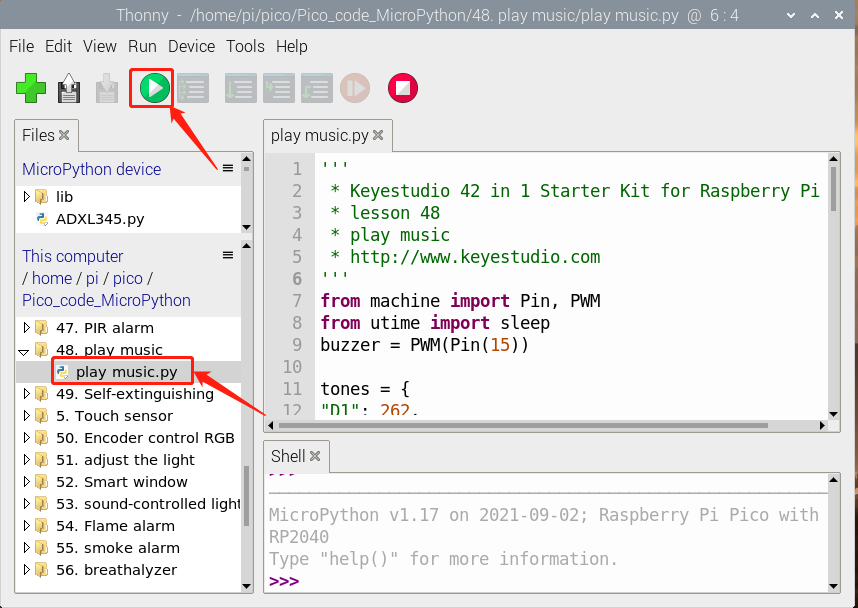 Thonny - /home/pi/pico/Pico_code_MicroPython/48. play music/play music.py @ 6 : 4
File Edit View Run Device Tools Help
Files
MicroPython device
lib
ADXL345.py
This computer
/ home / pi / pico /
Pico_code_MicroPython
47. PIR alarm
48. play music
play music.py
49. Self-extinguishing
5. Touch sensor
50. Encoder control RGB
51. adjust the light
52. Smart window
53. sound-controlled light
54. Flame alarm
55. smoke alarm
56. breathalyzer
play music.py
1 '''
2 * Keyestudio 42 in 1 Starter Kit for Raspberry Pi
3 * lesson 48
4 * play music
5 * http://www.keyestudio.com
6 '''
7 from machine import Pin, PWM
8 from utime import sleep
9 buzzer = PWM(Pin(15))
10
11 tones = {
12 "D1": 262,
Shell
>>>
MicroPython v1.17 on 2021-09-02; Raspberry Pi Pico with
RP2040
Type "help()" for more information.
>>>